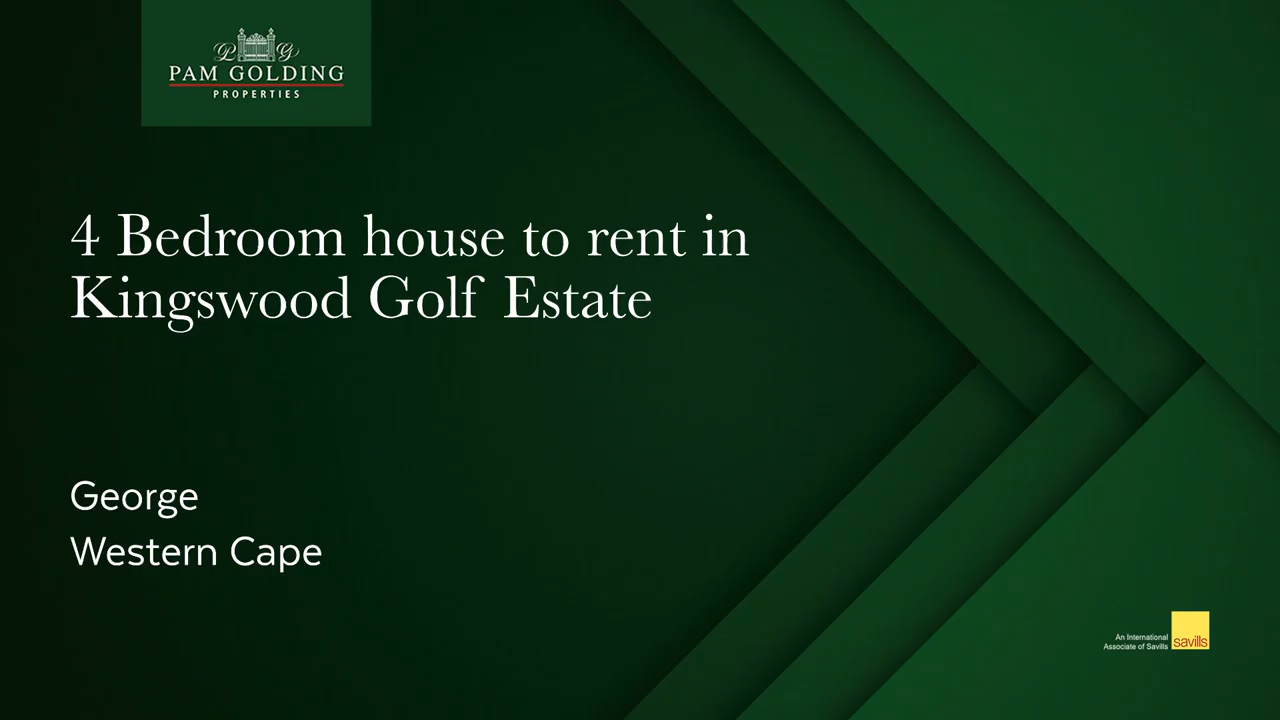 P G
PAM GOLDING
PROPERTIES
4 Bedroom house to rent in
Kingswood Golf Estate
George
Western Cape
An International
Associate of Savills
savills